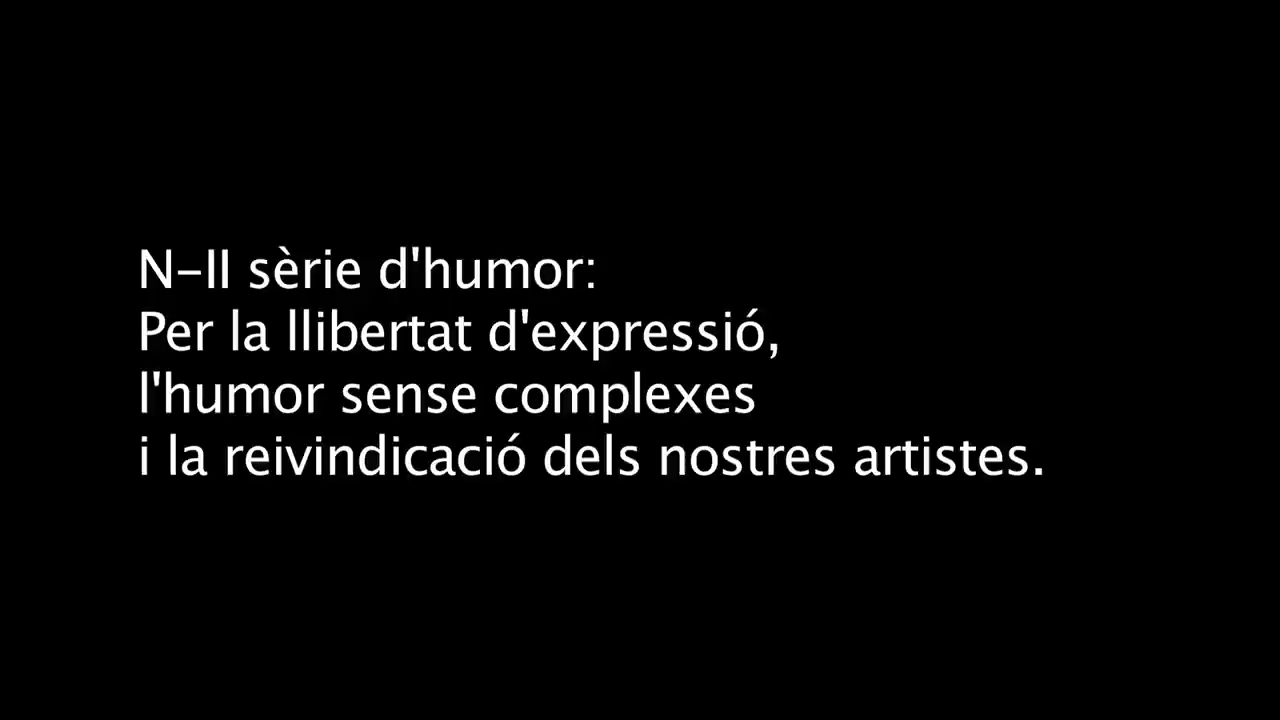 N-II sèrie d'humor:
Per la llibertat d'expressió,
l'humor sense complexes
i la reivindicació dels nostres artistes.